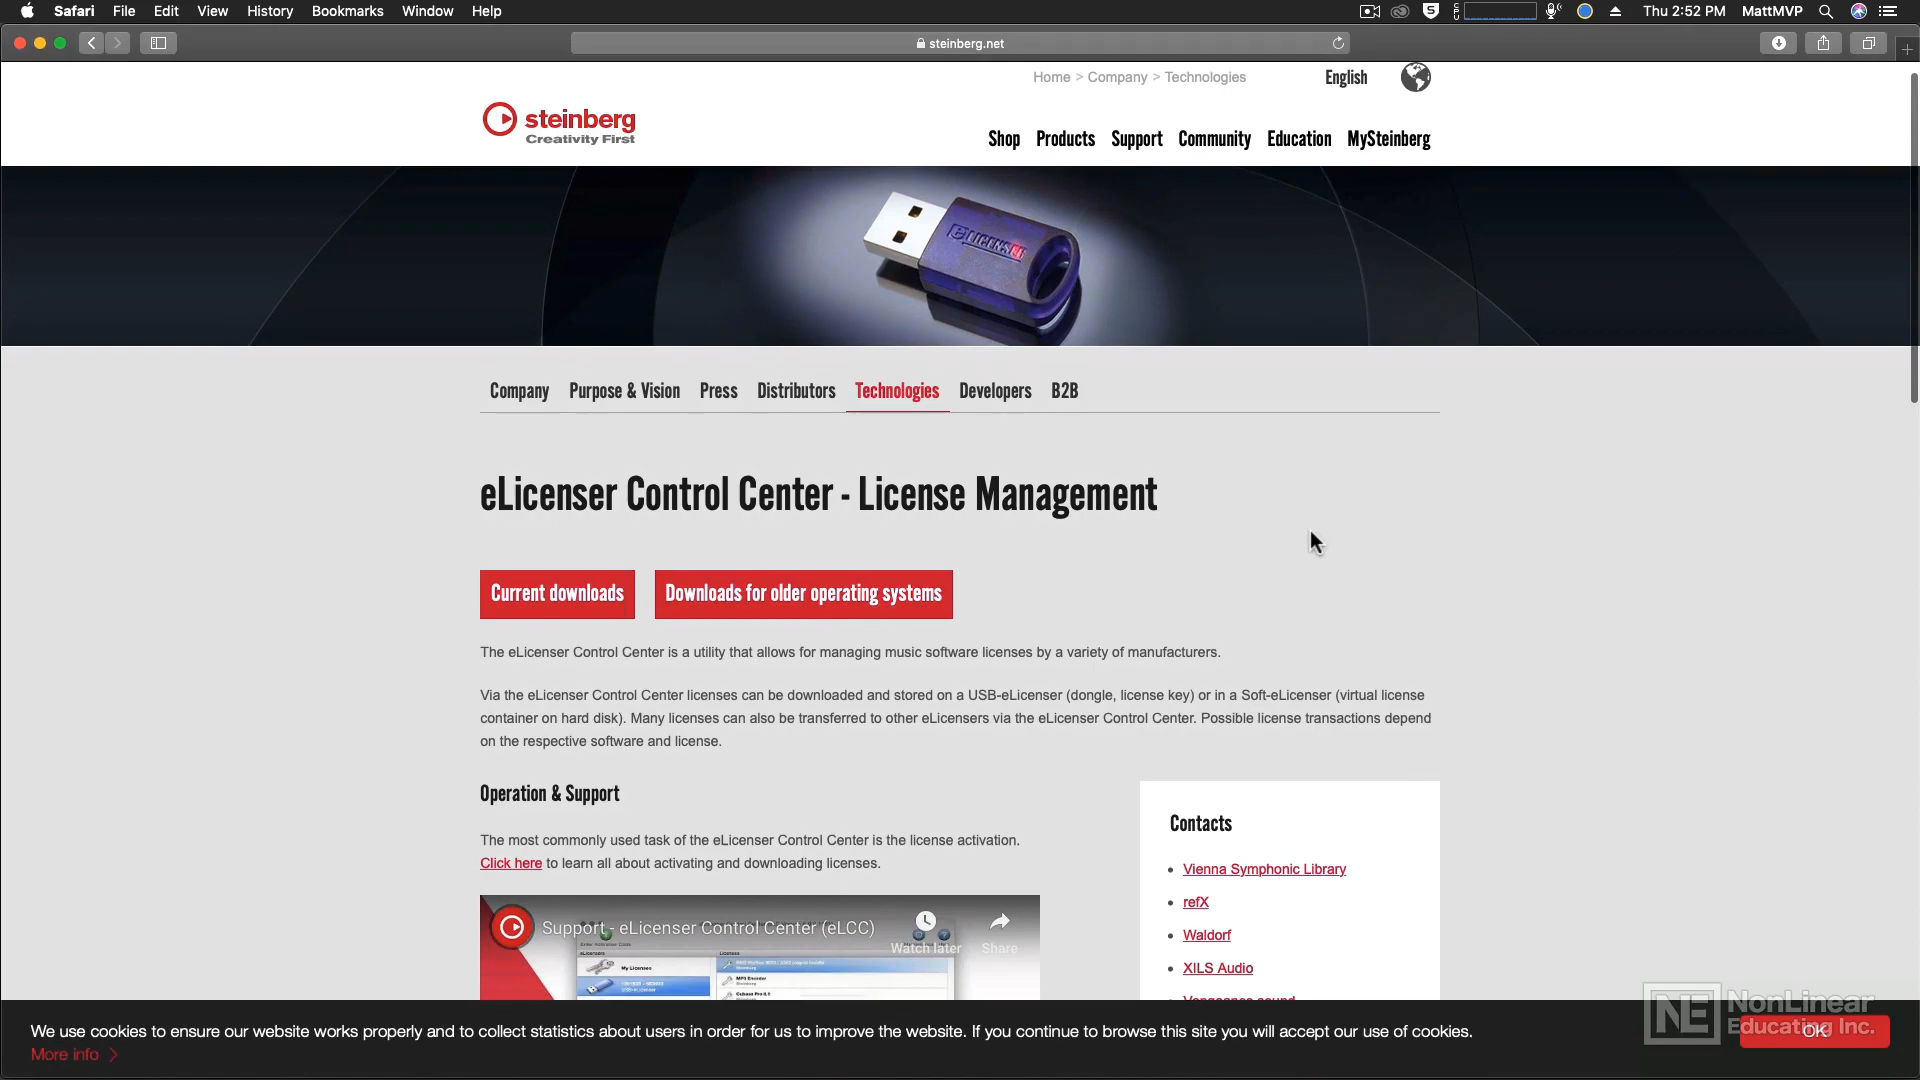 Safari File Edit View History Bookmarks Window Help
Thu 2:52 PM MattMVP
steinberg.net
Home > Company > Technologies
English
steinberg
Creativity First
Shop Products Support Community Education MySteinberg
eLICENSER
Company Purpose & Vision Press Distributors Technologies Developers B2B
eLicenser Control Center - License Management
Current downloads
Downloads for older operating systems
The eLicenser Control Center is a utility that allows for managing music software licenses by a variety of manufacturers.
Via the eLicenser Control Center licenses can be downloaded and stored on a USB-eLicenser (dongle, license key) or in a Soft-eLicenser (virtual license
container on hard disk). Many licenses can also be transferred to other eLicensers via the eLicenser Control Center. Possible license transactions depend
on the respective software and license.
Operation & Support
The most commonly used task of the eLicenser Control Center is the license activation.
Click here to learn all about activating and downloading licenses.
Support - eLicenser Control Center (eLCC)
Watch later
Share
My Licenses
Contacts
Vienna Symphonic Library
refX
Waldorf
XILS Audio
We use cookies to ensure our website works properly and to collect statistics about users in order for us to improve the website. If you continue to browse this site you will accept our use of cookies.
More info >
OK
NE NonLinear
Educating Inc.